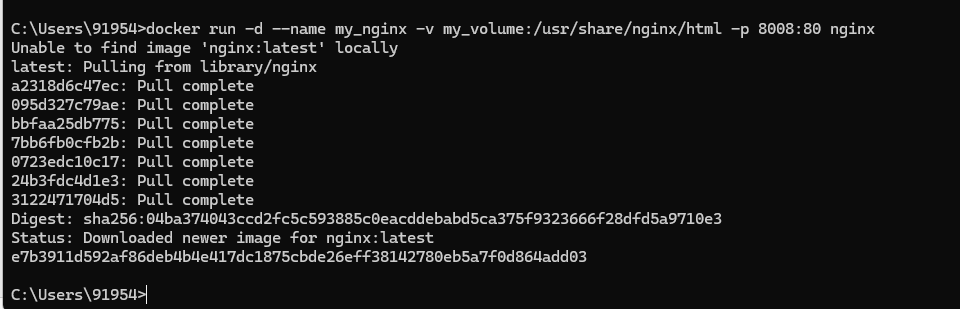 C:\Users\91954>docker run -d --name my_nginx -v my_volume:/usr/share/nginx/html -p 8008:80 nginx
Unable to find image 'nginx:latest' locally
latest: Pulling from library/nginx
a2318d6c47ec: Pull complete
095d327c79ae: Pull complete
bbfaa25db775: Pull complete
7bb6fb0cfb2b: Pull complete
0723edc10c17: Pull complete
24b3fdc4d1e3: Pull complete
3122471704d5: Pull complete
Digest: sha256:04ba374043ccd2fc5c593885c0eacddebabd5ca375f9323666f28dfd5a9710e3
Status: Downloaded newer image for nginx:latest
e7b3911d592af86deb4b4e417dc1875cbde26eff38142780eb5a7f0d864add03
C:\Users\91954>